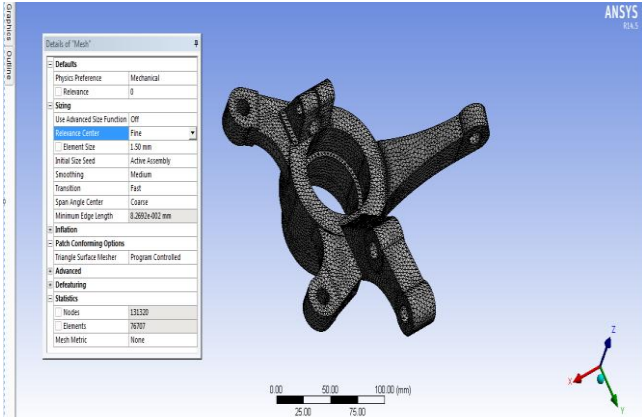 Graphics
Outline
ANSYS
R14.5
Details of "Mesh"
Defaults
Physics Preference Mechanical
Relevance 0
Sizing
Use Advanced Size Function Off
Relevance Center Fine
Element Size 1.50 mm
Initial Size Seed Active Assembly
Smoothing Medium
Transition Fast
Span Angle Center Coarse
Minimum Edge Length 8.2692e-002 mm
Inflation
Patch Conforming Options
Triangle Surface Mesher Program Controlled
Advanced
Defeaturing
Statistics
Nodes 131320
Elements 76707
Mesh Metric None
0.00 50.00 100.00 (mm)
25.00 75.00
Z
X
Y